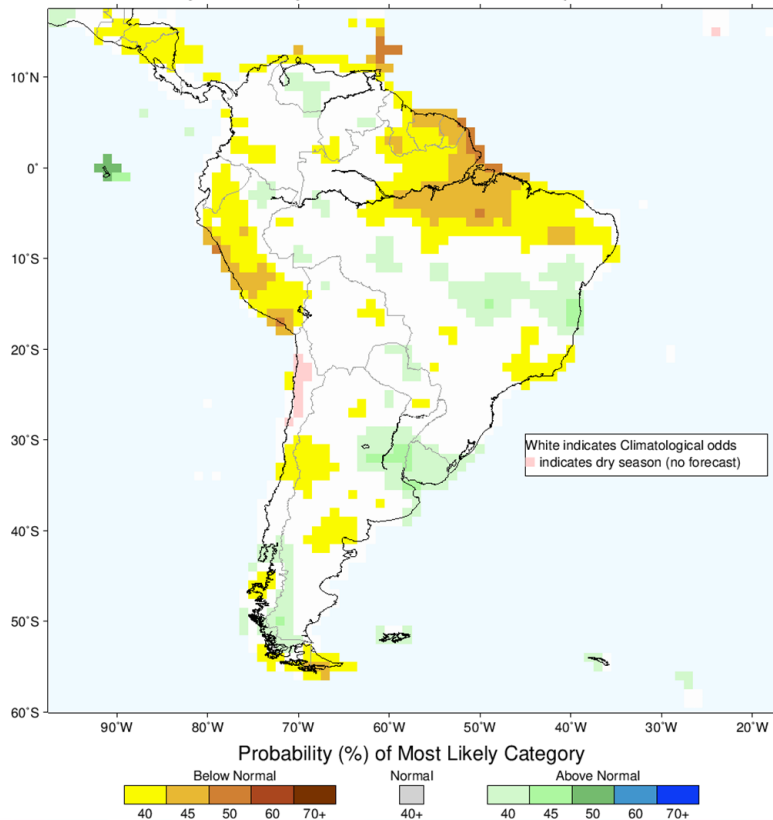 10°N
0°
10°S
20°S
30°S
40°S
50°S
60°S
White indicates Climatological odds
indicates dry season (no forecast)
90°W 80°W 70°W 60°W 50°W 40°W 30°W 20°W
Probability (%) of Most Likely Category
Below Normal Normal Above Normal
40 45 50 60 70+ 40+ 40 45 50 60 70+